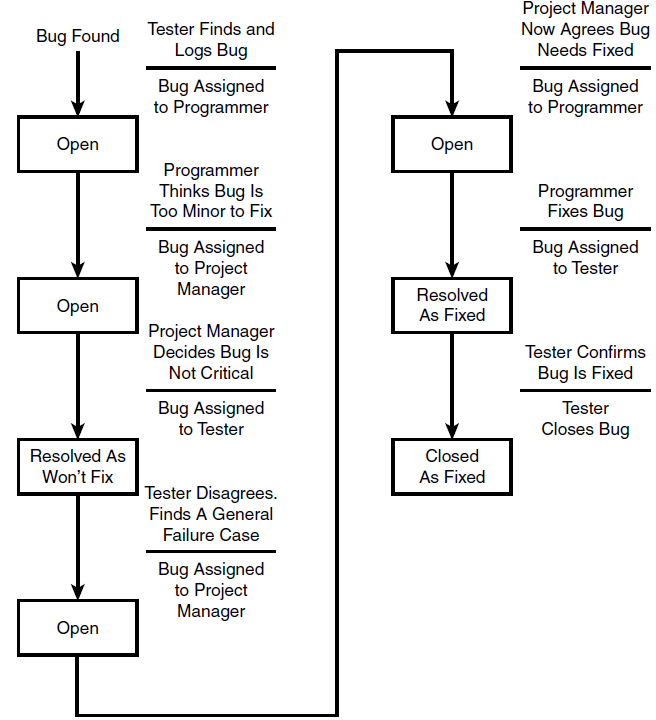 Bug Found
Tester Finds and
Logs Bug
Bug Assigned
to Programmer
Open
Programmer
Thinks Bug Is
Too Minor to Fix
Bug Assigned
to Project
Manager
Open
Project Manager
Decides Bug Is
Not Critical
Bug Assigned
to Tester
Resolved As
Won't Fix
Tester Disagrees.
Finds A General
Failure Case
Bug Assigned
to Project
Manager
Open
Project Manager
Now Agrees Bug
Needs Fixed
Bug Assigned
to Programmer
Open
Programmer
Fixes Bug
Bug Assigned
to Tester
Resolved
As Fixed
Tester Confirms
Bug Is Fixed
Tester
Closes Bug
Closed
As Fixed